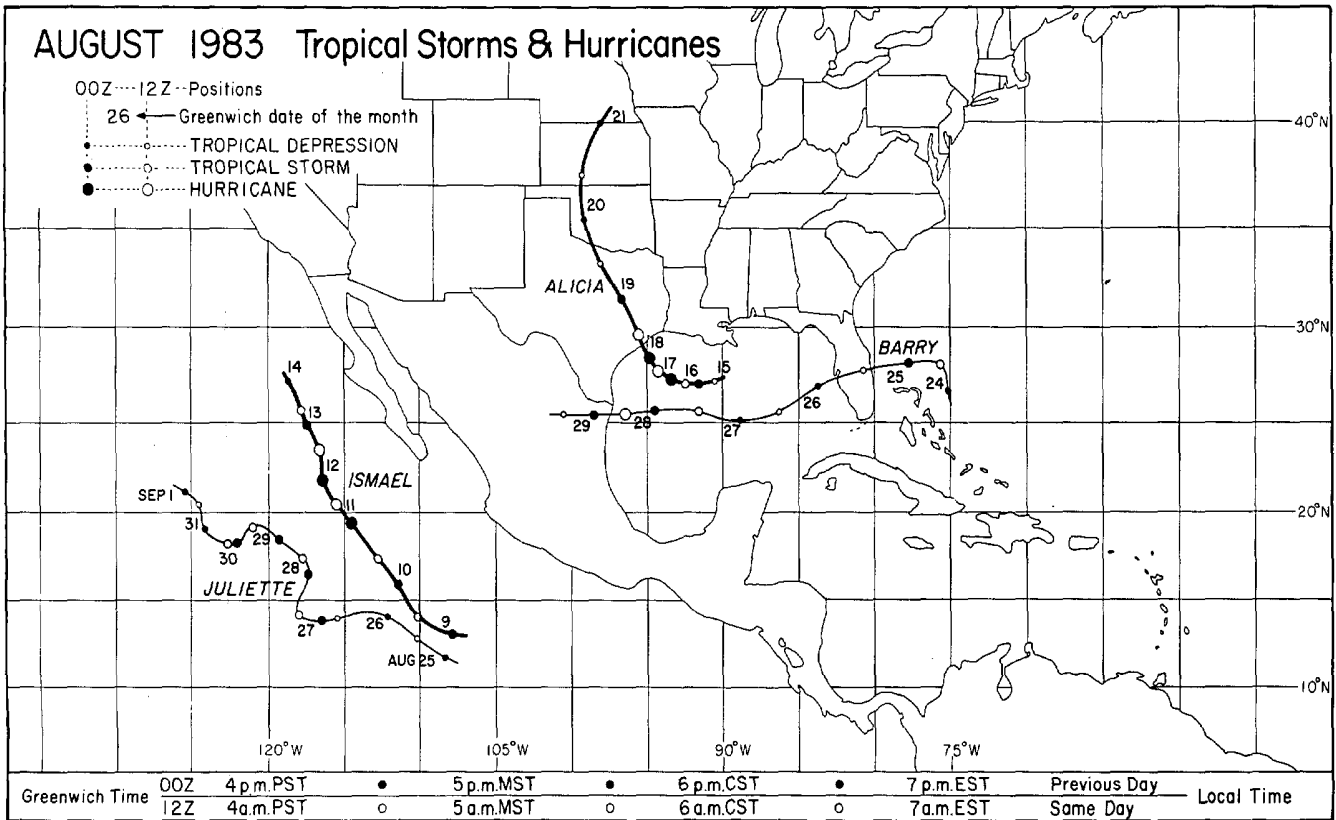 AUGUST 1983 Tropical Storms & Hurricanes
00Z----12Z--Positions
26 Greenwich date of the month
TROPICAL DEPRESSION
TROPICAL STORM
HURRICANE
21
40°N
20
ALICIA
19
30°N
18
17
16
15
BARRY
25
24
26
27
28
29
14
13
12
ISMAEL
11
10
9
SEP 1
31
30
29
28
JULIETTE
27
26
AUG 25
20°N
10°N
120°W
105°W
90°W
75°W
Greenwich Time
00Z 4 p.m. PST 5 p.m. MST 6 p.m. CST 7 p.m. EST Previous Day
12Z 4 a.m. PST 5 a.m. MST 6 a.m. CST 7 a.m. EST Same Day
Local Time